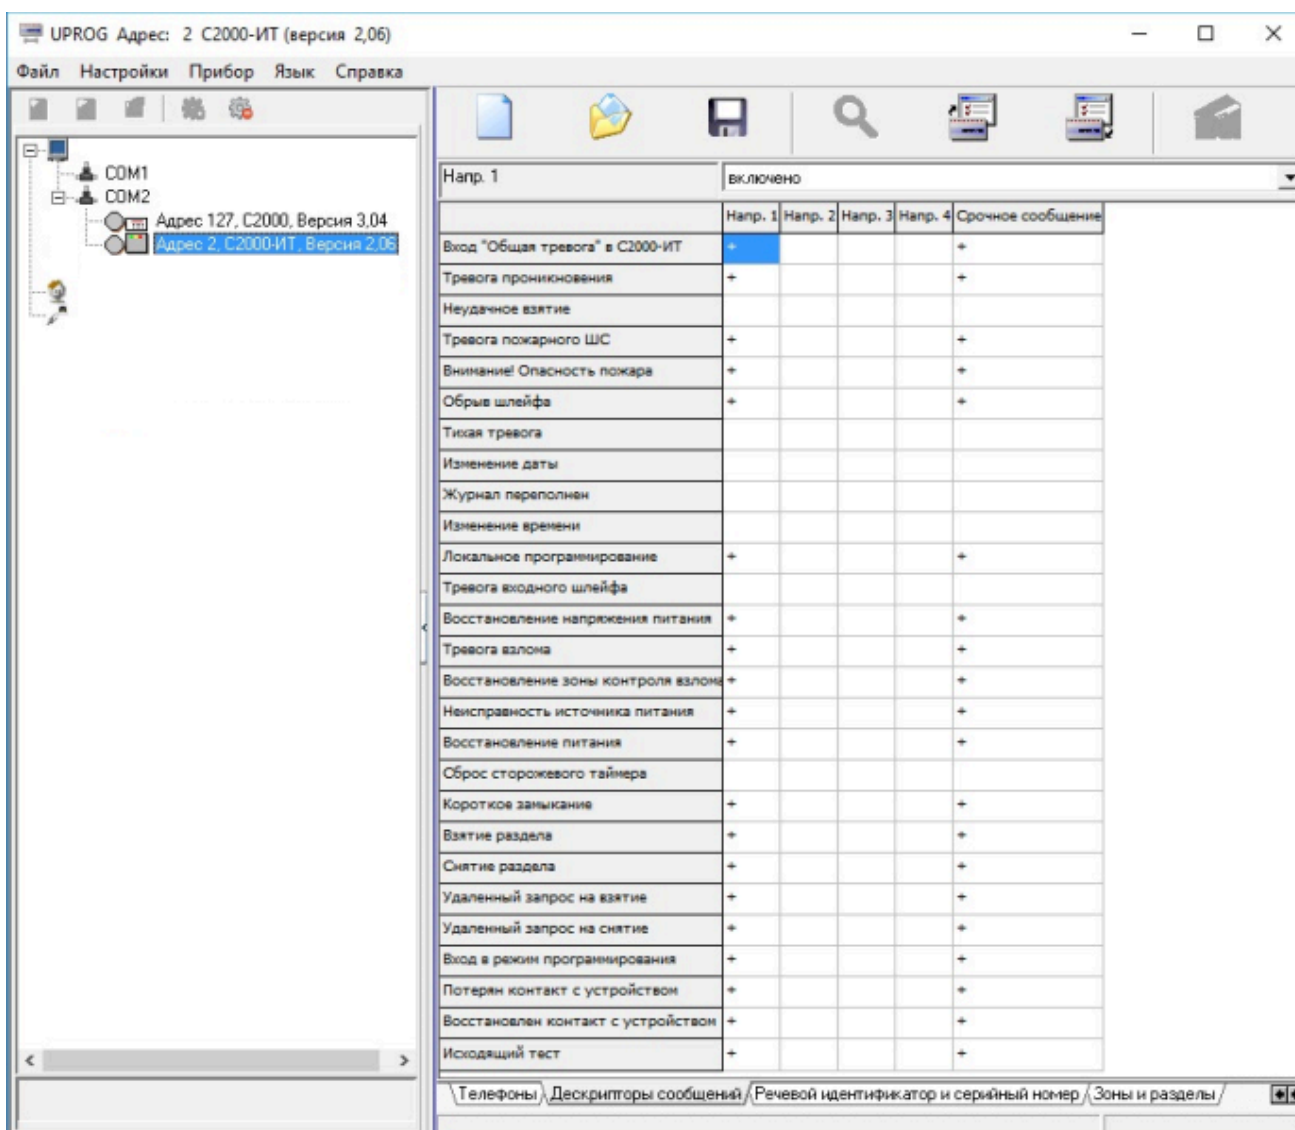 UPROG Адрес: 2 С2000-ИТ (версия 2,06)
Файл Настройки Прибор Язык Справка
COM1
COM2
Адрес 127, С2000, Версия 3,04
Адрес 2, С2000-ИТ, Версия 2,06
Напр. 1 включено
Напр. 1 Напр. 2 Напр. 3 Напр. 4 Срочное сообщение
Вход "Общая тревога" в С2000-ИТ + +
Тревога проникновения + +
Неудачное взятие
Тревога пожарного ШС + +
Внимание! Опасность пожара + +
Обрыв шлейфа + +
Тихая тревога
Изменение даты
Журнал переполнен
Изменение времени
Локальное программирование + +
Тревога входного шлейфа
Восстановление напряжения питания + +
Тревога взлома + +
Восстановление зоны контроля взлома + +
Неисправность источника питания + +
Восстановление питания + +
Сброс сторожевого таймера
Короткое замыкание + +
Взятие раздела + +
Снятие раздела + +
Удаленный запрос на взятие + +
Удаленный запрос на снятие + +
Вход в режим программирования + +
Потерян контакт с устройством + +
Восстановлен контакт с устройством + +
Исходящий тест + +
Телефоны Дескрипторы сообщений Речевой идентификатор и серийный номер Зоны и разделы